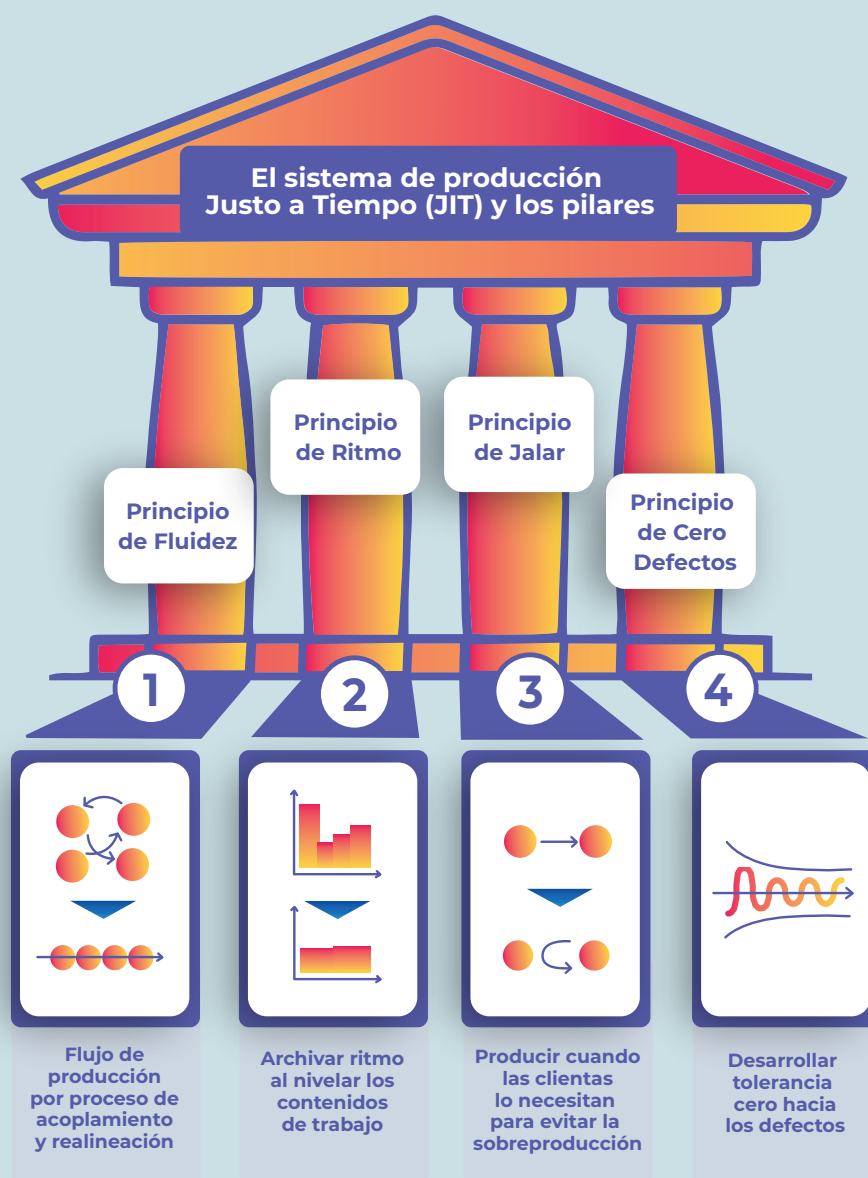 El sistema de producción
Justo a Tiempo (JIT) y los pilares
Principio
de Fluidez
Principio
de Ritmo
Principio
de Jalar
Principio
de Cero
Defectos
1
2
3
4
Flujo de
producción
por proceso de
acoplamiento
y realineación
Archivar ritmo
al nivelar los
contenidos
de trabajo
Producir cuando
las clientas
lo necesitan
para evitar la
sobreproducción
Desarrollar
tolerancia
cero hacia
los defectos